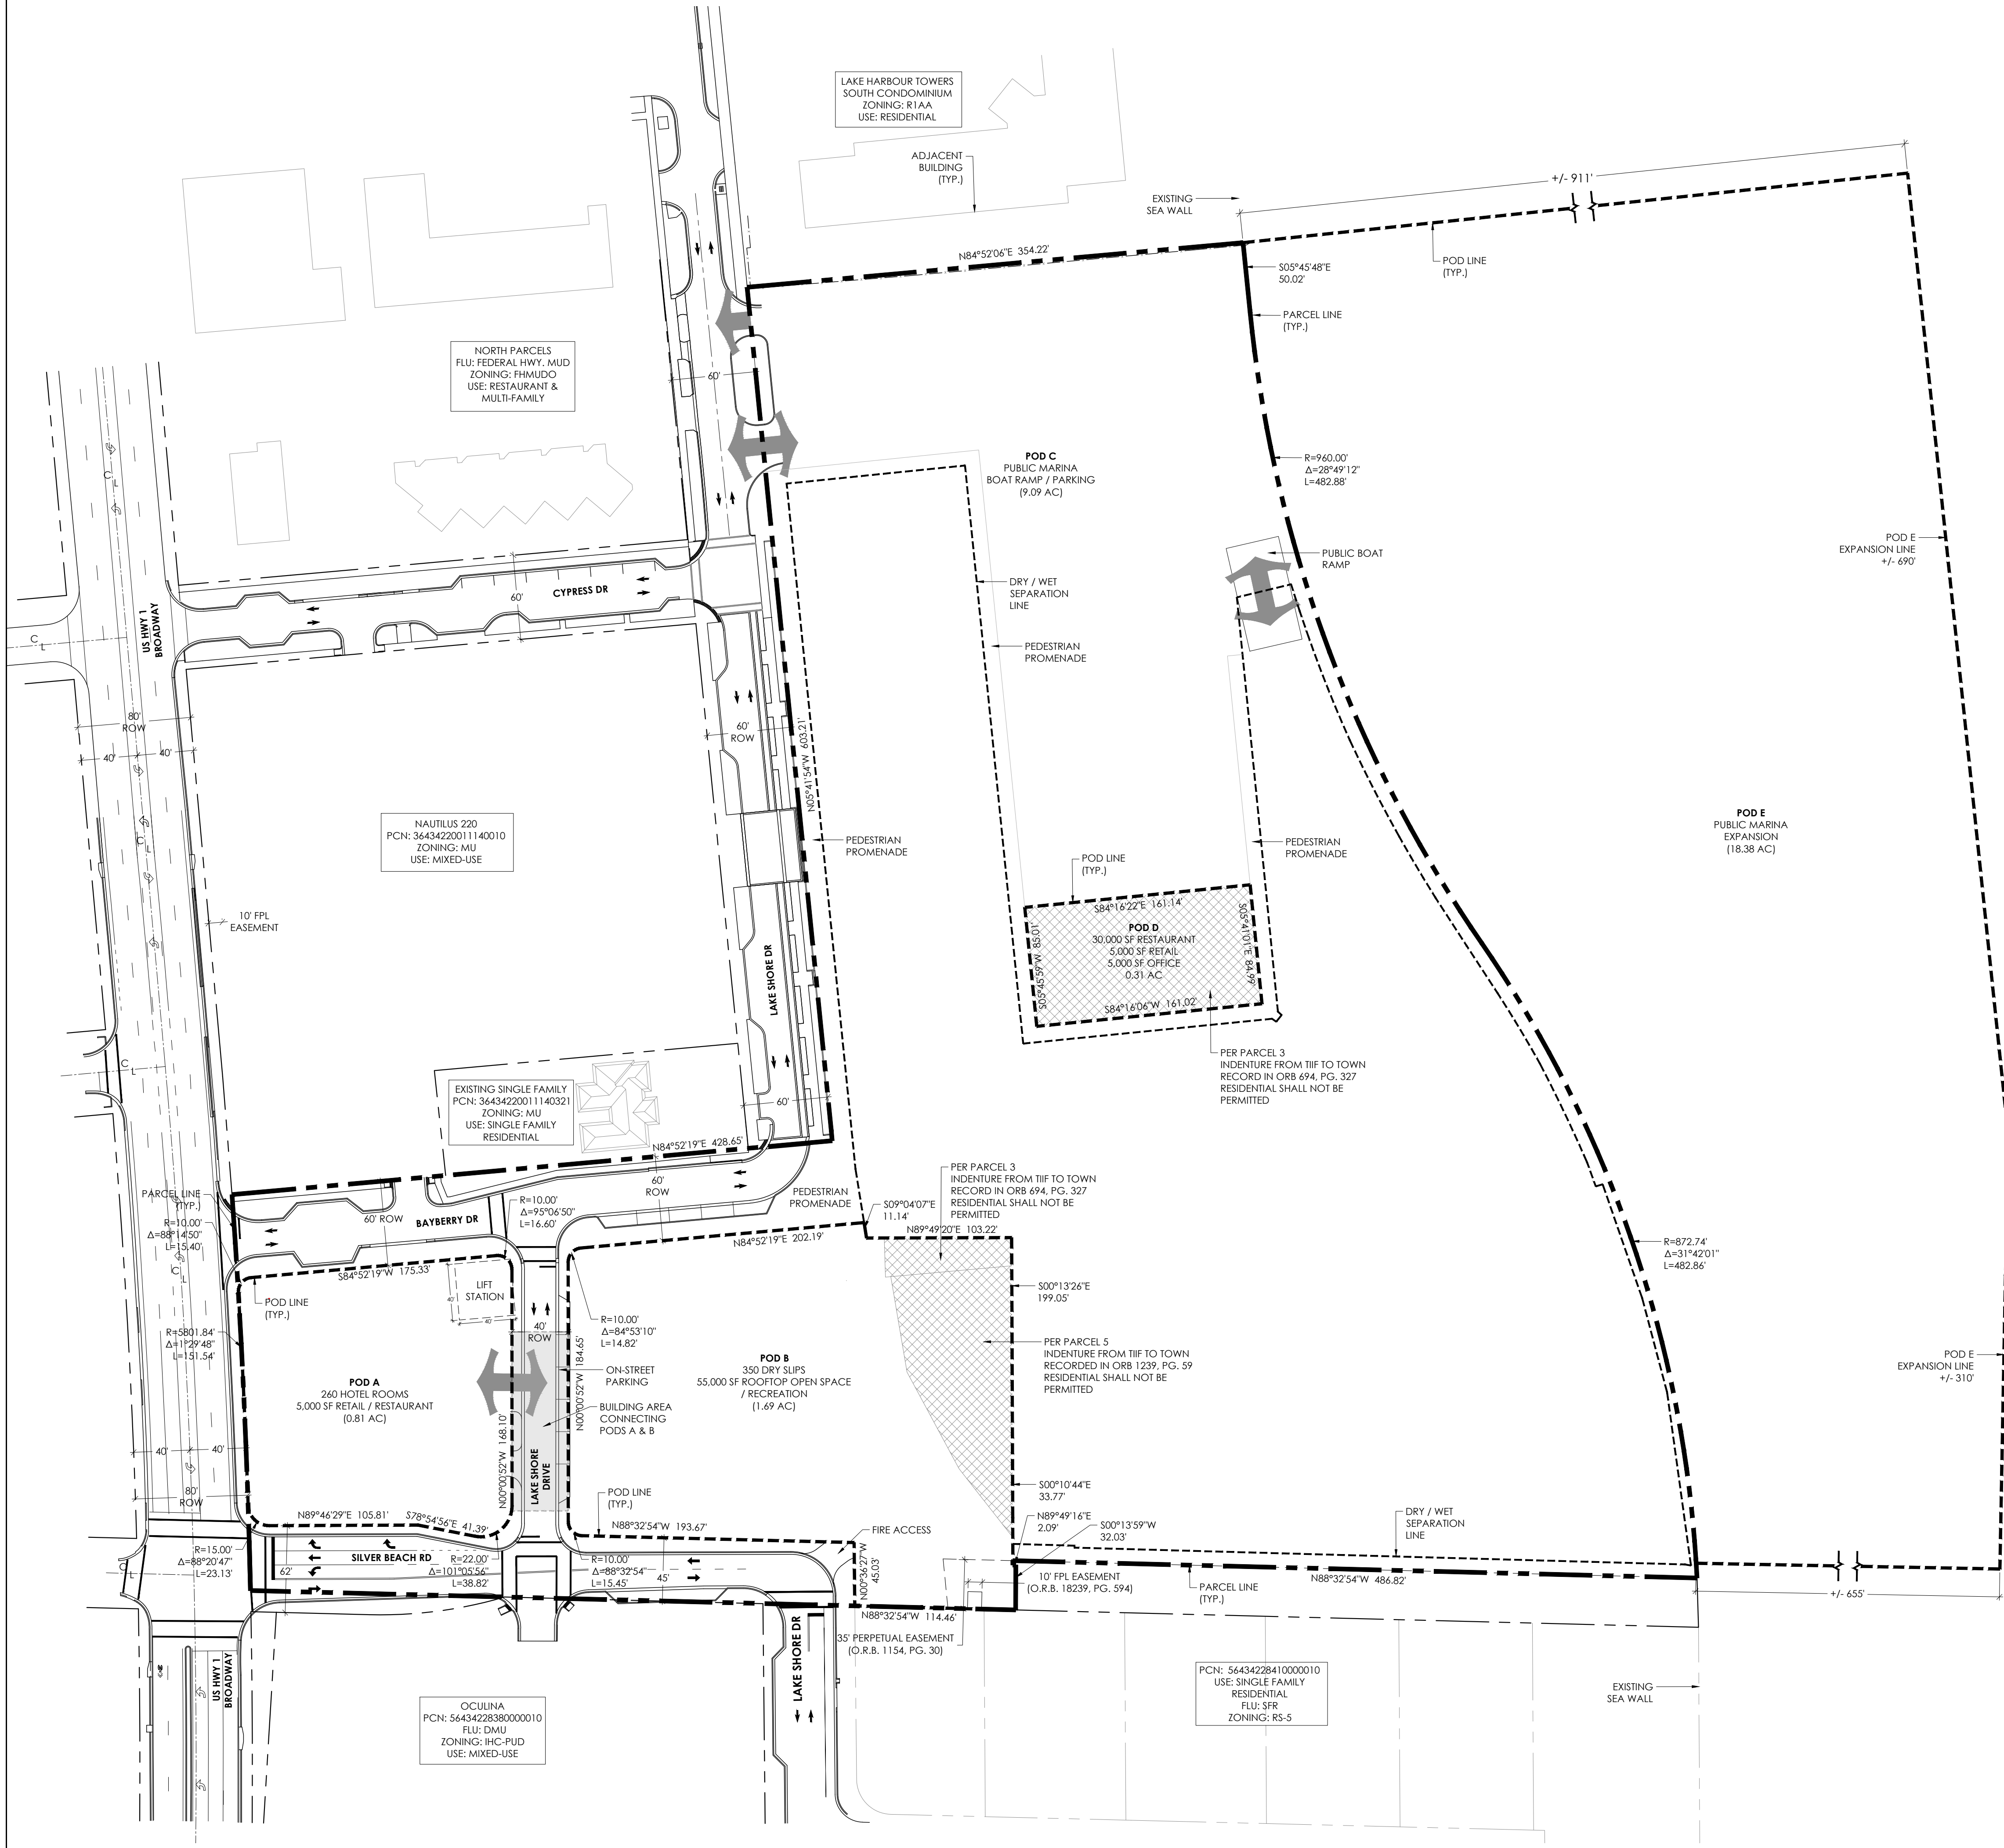 LAKE HARBOUR TOWERS
SOUTH CONDOMINIUM
ZONING: R1AA
USE: RESIDENTIAL
ADJACENT
BUILDING
(TYP.)
EXISTING
SEA WALL
+/- 911'
N84°52'06"E 354.22'
S05°45'48"E
50.02'
POD LINE
(TYP.)
PARCEL LINE
(TYP.)
NORTH PARCELS
FLU: FEDERAL HWY. MUD
ZONING: FHMUDO
USE: RESTAURANT &
MULTI-FAMILY
60'
POD C
PUBLIC MARINA
BOAT RAMP / PARKING
(9.09 AC)
R=960.00'
Δ=28°49'12"
L=482.88'
POD E
EXPANSION LINE
+/- 690'
PUBLIC BOAT
RAMP
DRY / WET
SEPARATION
LINE
CYPRESS DR
60'
US HWY 1
BROADWAY
C
L
C
L
PEDESTRIAN
PROMENADE
80'
ROW
40'
40'
60'
ROW
N05°41'54"W 603.21'
NAUTILUS 220
PCN: 36434220011140010
ZONING: MU
USE: MIXED-USE
C
L
PEDESTRIAN
PROMENADE
PEDESTRIAN
PROMENADE
POD E
PUBLIC MARINA
EXPANSION
(18.38 AC)
POD LINE
(TYP.)
10' FPL
EASEMENT
S84°16'22"E 161.14'
POD D
30,000 SF RESTAURANT
5,000 SF RETAIL
5,000 SF OFFICE
0.31 AC
S05°45'59"W 85.01'
S05°41'01"E 84.99'
S84°16'06"W 161.02'
LAKE SHORE DR
PER PARCEL 3
INDENTURE FROM TIIF TO TOWN
RECORD IN ORB 694, PG. 327
RESIDENTIAL SHALL NOT BE
PERMITTED
C
L
EXISTING SINGLE FAMILY
PCN: 36434220011140321
ZONING: MU
USE: SINGLE FAMILY
RESIDENTIAL
60'
N84°52'19"E 428.65'
60'
ROW
PER PARCEL 3
INDENTURE FROM TIIF TO TOWN
RECORD IN ORB 694, PG. 327
RESIDENTIAL SHALL NOT BE
PERMITTED
PEDESTRIAN
PROMENADE
PARCEL LINE
(TYP.)
R=10.00'
Δ=88°14'50"
L=15.40'
60' ROW
BAYBERRY DR
R=10.00'
Δ=95°06'50"
L=16.60'
S09°04'07"E
11.14'
N89°49'20"E 103.22'
N84°52'19"E 202.19'
R=872.74'
Δ=31°42'01"
L=482.86'
C
L
S84°52'19"W 175.33'
LIFT
STATION
40'
40'
POD LINE
(TYP.)
S00°13'26"E
199.05'
R=10.00'
Δ=84°53'10"
L=14.82'
40'
ROW
R=5801.84'
Δ=1°29'48"
L=151.54'
PER PARCEL 5
INDENTURE FROM TIIF TO TOWN
RECORDED IN ORB 1239, PG. 59
RESIDENTIAL SHALL NOT BE
PERMITTED
POD E
EXPANSION LINE
+/- 310'
POD A
260 HOTEL ROOMS
5,000 SF RETAIL / RESTAURANT
(0.81 AC)
ON-STREET
PARKING
N00°00'52"W 184.65'
POD B
350 DRY SLIPS
55,000 SF ROOFTOP OPEN SPACE
/ RECREATION
(1.69 AC)
BUILDING AREA
CONNECTING
PODS A & B
N00°00'52"W 168.10'
LAKE SHORE
DRIVE
40'
40'
80'
ROW
POD LINE
(TYP.)
S00°10'44"E
33.77'
N89°46'29"E 105.81'
S78°54'56"E 41.39'
N88°32'54"W 193.67'
FIRE ACCESS
N89°49'16"E
2.09'
S00°13'59"W
32.03'
DRY / WET
SEPARATION
LINE
R=15.00'
Δ=88°20'47"
L=23.13'
C
L
62'
SILVER BEACH RD
R=22.00'
Δ=101°05'56"
L=38.82'
R=10.00'
Δ=88°32'54"
L=15.45'
45'
N00°36'27"W
45.03'
10' FPL EASEMENT
(O.R.B. 18239, PG. 594)
N88°32'54"W 486.82'
PARCEL LINE
(TYP.)
+/- 655'
N88°32'54"W 114.46'
35' PERPETUAL EASEMENT
(O.R.B. 1154, PG. 30)
US HWY 1
BROADWAY
LAKE SHORE DR
OCULINA
PCN: 56434228380000010
FLU: DMU
ZONING: IHC-PUD
USE: MIXED-USE
PCN: 56434228410000010
USE: SINGLE FAMILY
RESIDENTIAL
FLU: SFR
ZONING: RS-5
EXISTING
SEA WALL